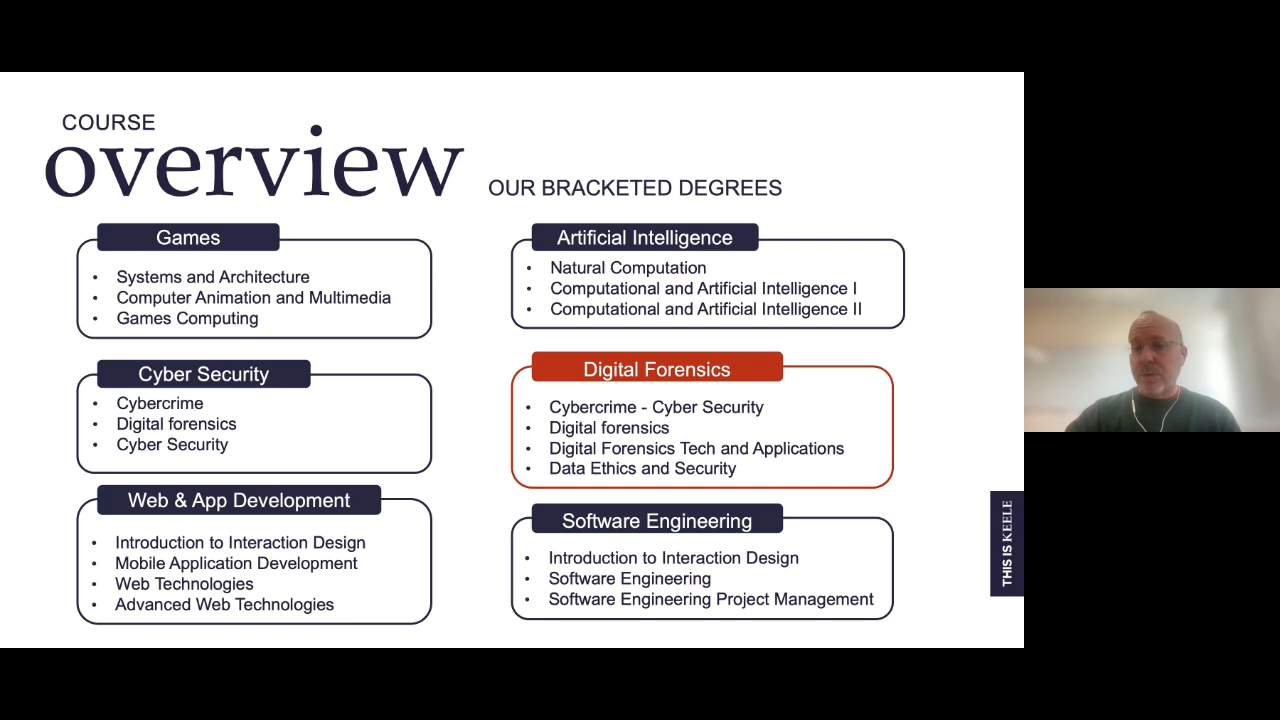 COURSE
overview
OUR BRACKETED DEGREES
Games
• Systems and Architecture
• Computer Animation and Multimedia
• Games Computing
Artificial Intelligence
• Natural Computation
• Computational and Artificial Intelligence I
• Computational and Artificial Intelligence II
Cyber Security
• Cybercrime
• Digital forensics
• Cyber Security
Digital Forensics
• Cybercrime - Cyber Security
• Digital forensics
• Digital Forensics Tech and Applications
• Data Ethics and Security
Web & App Development
• Introduction to Interaction Design
• Mobile Application Development
• Web Technologies
• Advanced Web Technologies
Software Engineering
• Introduction to Interaction Design
• Software Engineering
• Software Engineering Project Management
THIS IS KEELE